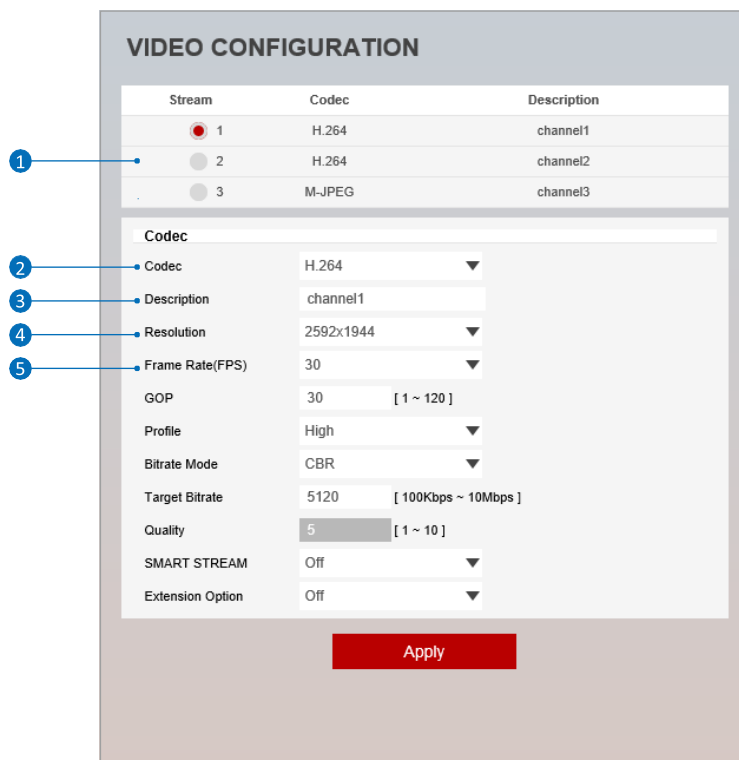 VIDEO CONFIGURATION
Stream Codec Description
1 H.264 channel1
1 2 H.264 channel2
3 M-JPEG channel3
Codec
2 Codec H.264
3 Description channel1
4 Resolution 2592x1944
5 Frame Rate(FPS) 30
GOP 30 [ 1 ~ 120 ]
Profile High
Bitrate Mode CBR
Target Bitrate 5120 [ 100Kbps ~ 10Mbps ]
Quality 5 [ 1 ~ 10 ]
SMART STREAM Off
Extension Option Off
Apply